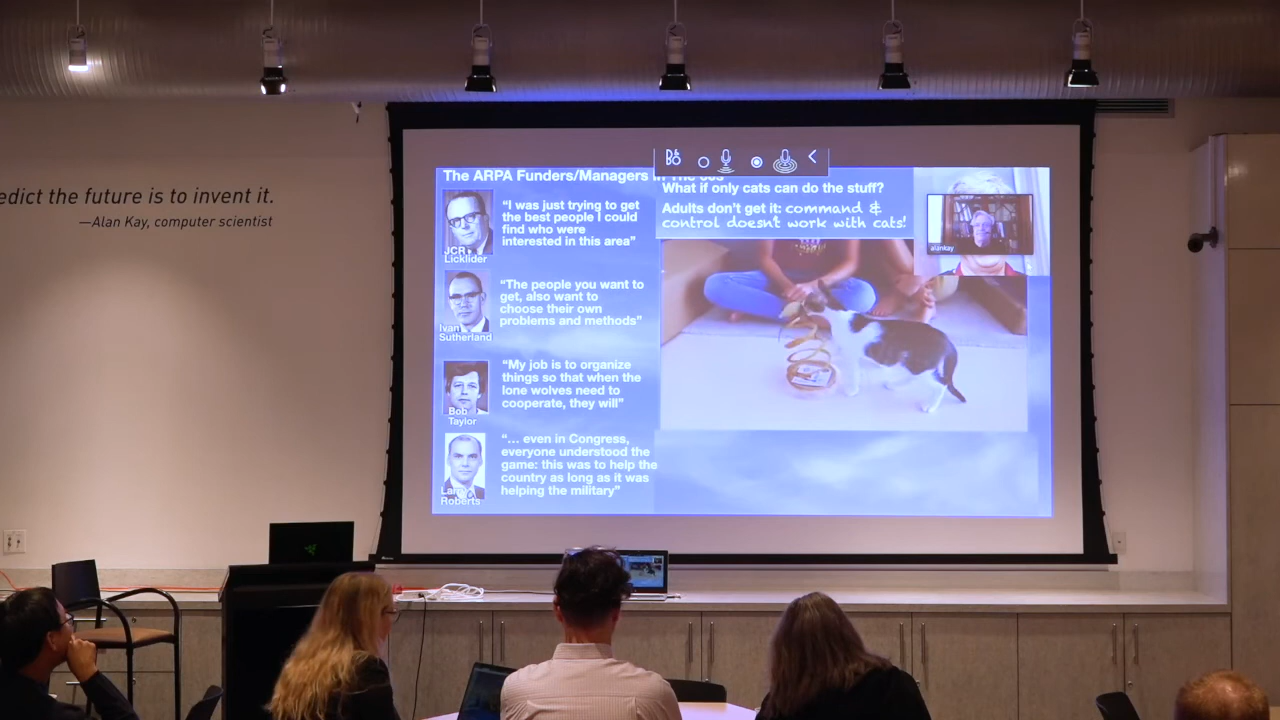 edict the future is to invent it.
—Alan Kay, computer scientist
The ARPA Funders/Managers in The 60s
JCR
Licklider
“I was just trying to get
the best people I could
find who were
interested in this area”
Ivan
Sutherland
“The people you want to
get, also want to
choose their own
problems and methods”
Bob
Taylor
“My job is to organize
things so that when the
lone wolves need to
cooperate, they will”
Larry
Roberts
“... even in Congress,
everyone understood the
game: this was to help the
country as long as it was
helping the military”
What if only cats can do the stuff?
Adults don’t get it: command &
control doesn’t work with cats!
alankay